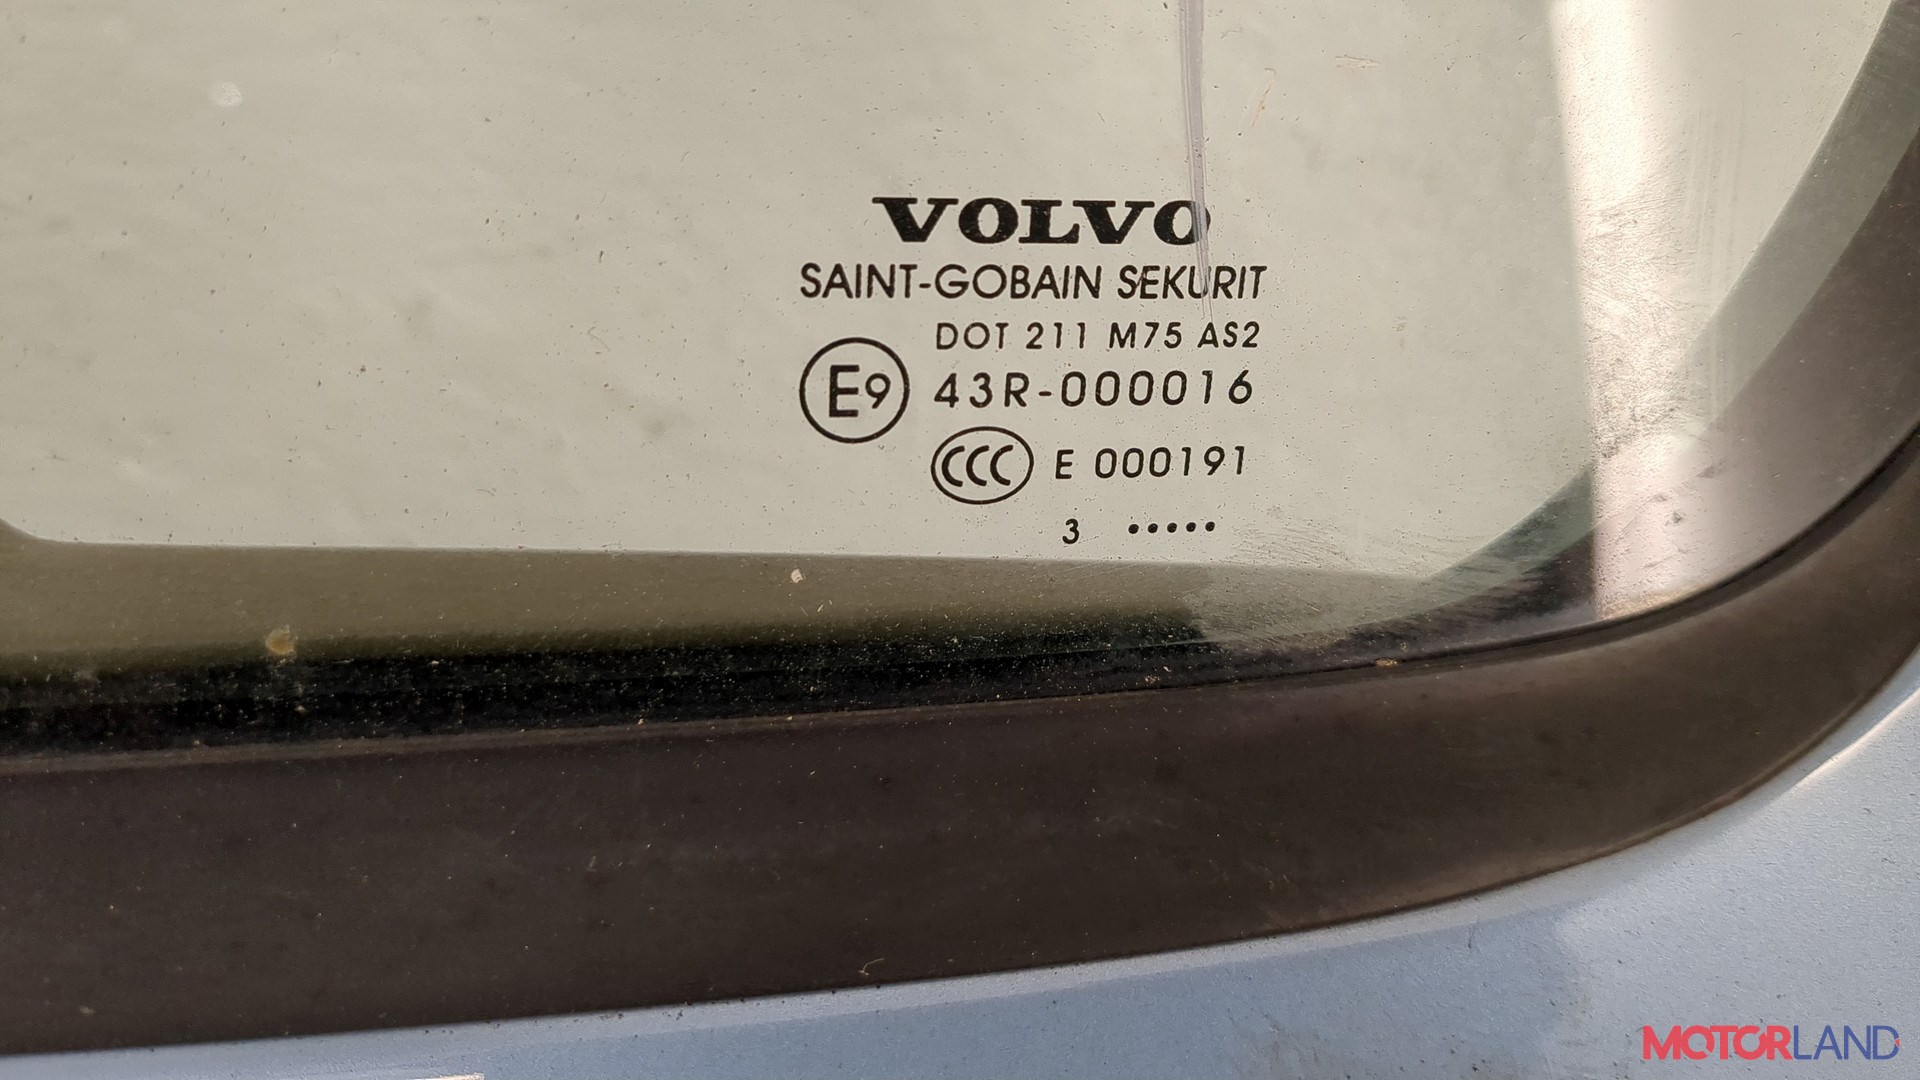 VOLVO
SAINT-GOBAIN SEKURIT
DOT 211 M75 AS2
E9 43R-000016
CCC E 000191
3 •••••
MOTORLAND